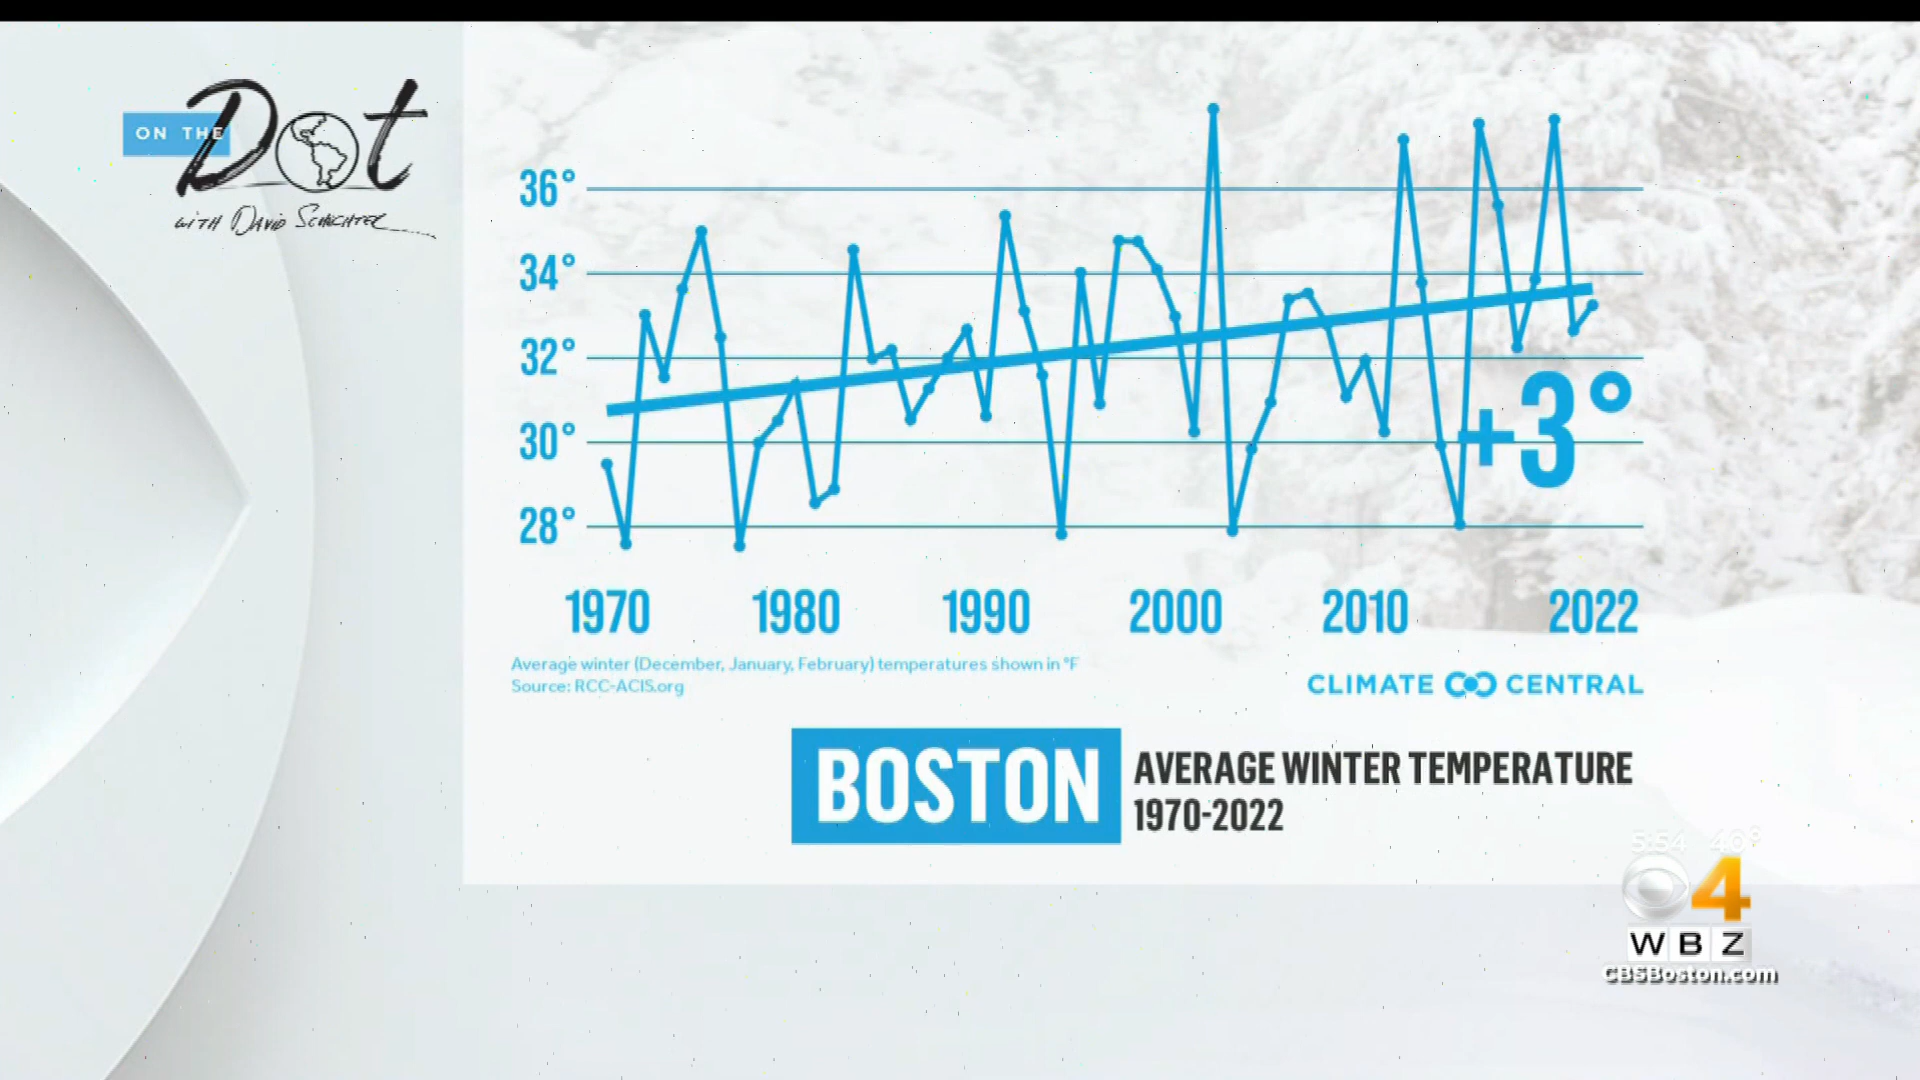 ON THE
Dot
WITH DAVID SCHECHTER
36°
34°
32°
30°
28°
+3°
1970 1980 1990 2000 2010 2022
Average winter (December, January, February) temperatures shown in °F
Source: RCC-ACIS.org
CLIMATE CENTRAL
BOSTON
AVERAGE WINTER TEMPERATURE
1970-2022
5:54 40°
4
WBZ
CBSBoston.com